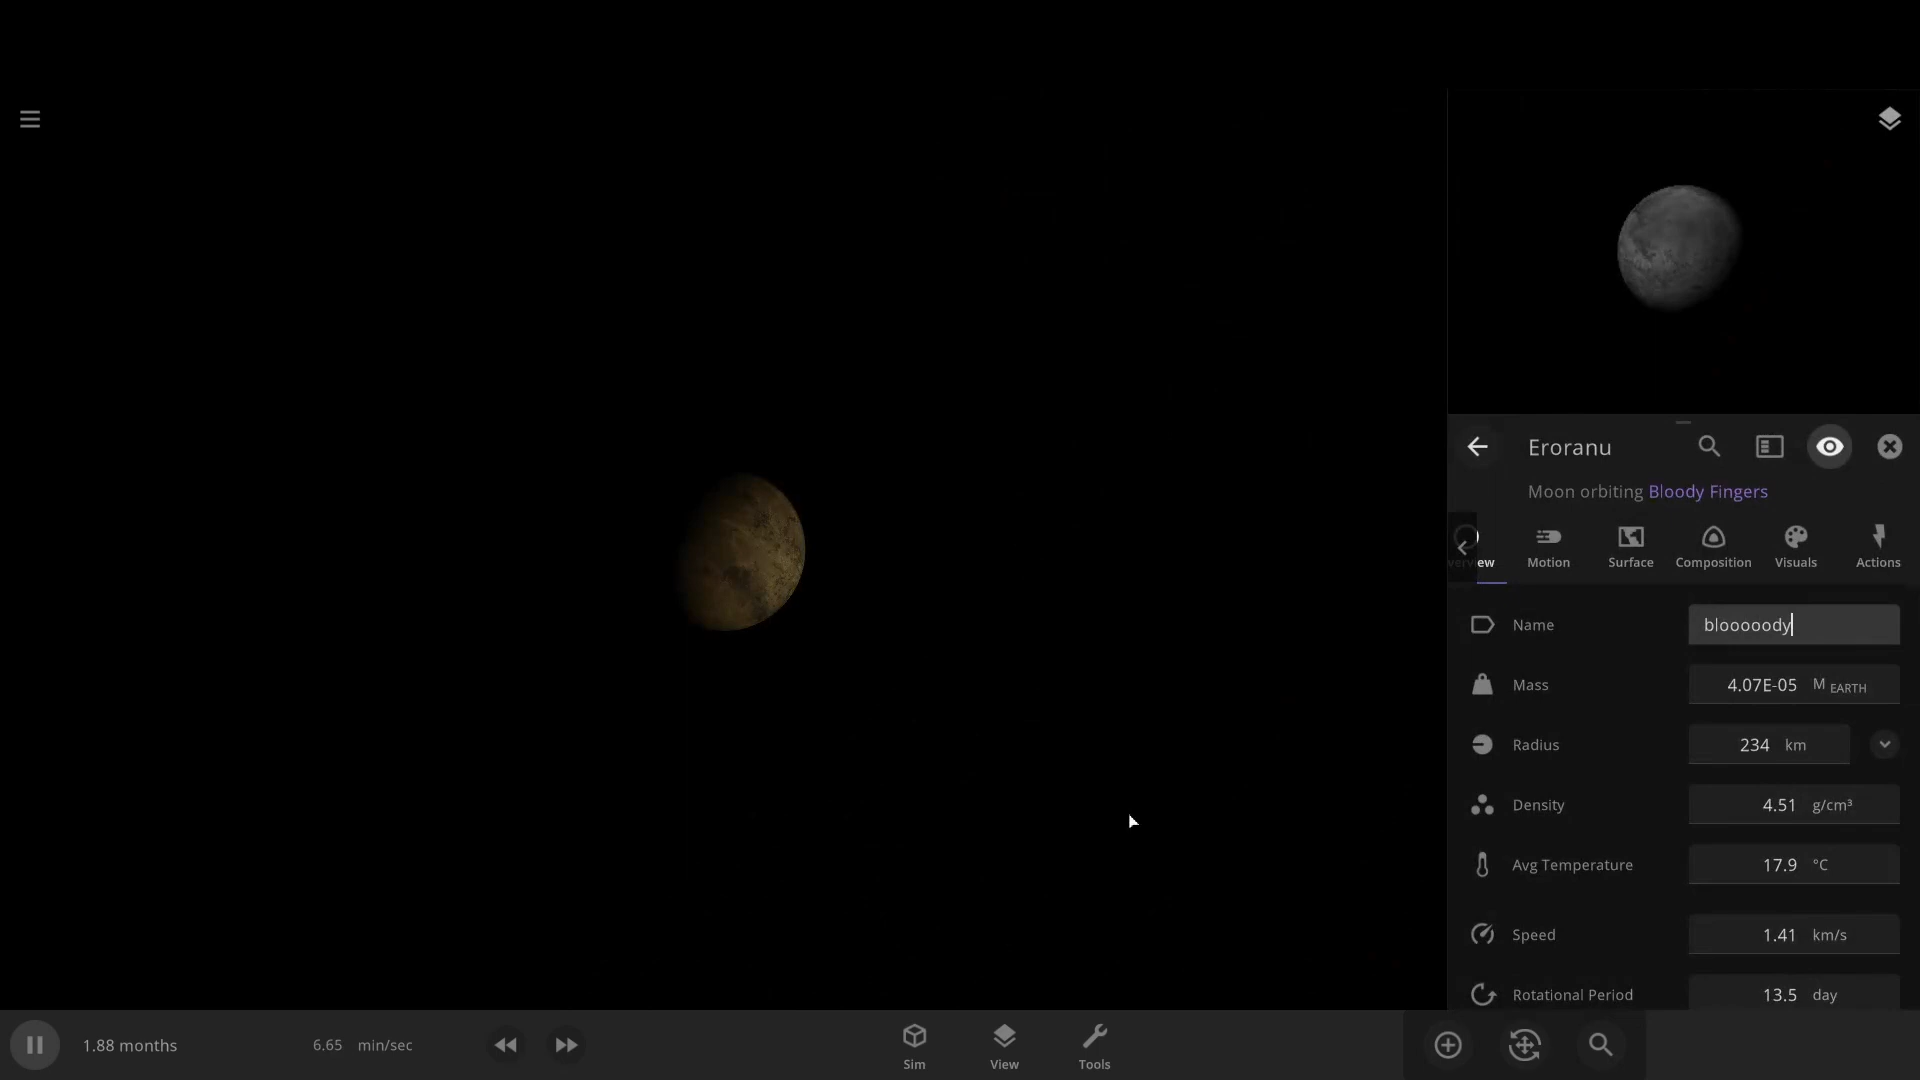 Eroranu
Moon orbiting Bloody Fingers
Motion
Surface
Composition
Visuals
Actions
Name
blooooody
Mass
4.07E-05 M EARTH
Radius
234 km
Density
4.51 g/cm³
Avg Temperature
17.9 °C
Speed
1.41 km/s
Rotational Period
13.5 day
1.88 months
6.65 min/sec
Sim
View
Tools